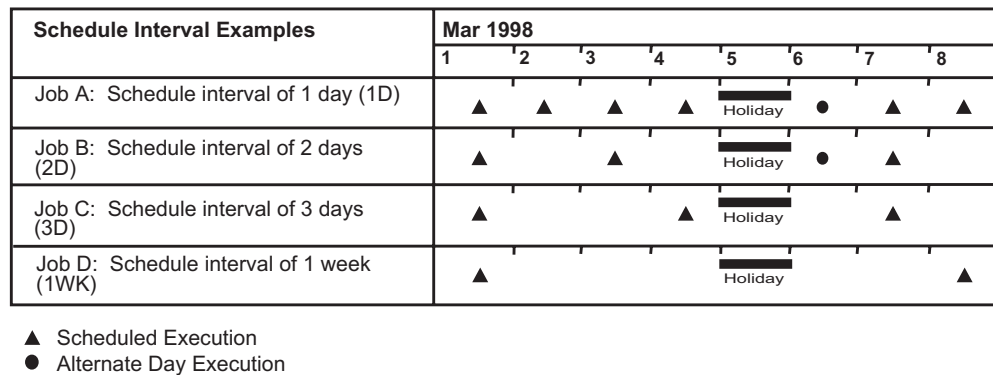 Schedule Interval Examples
Mar 1998
1 2 3 4 5 6 7 8
Job A: Schedule interval of 1 day (1D)
Holiday
Job B: Schedule interval of 2 days
(2D)
Holiday
Job C: Schedule interval of 3 days
(3D)
Holiday
Job D: Schedule interval of 1 week
(1WK)
Holiday
Scheduled Execution
Alternate Day Execution